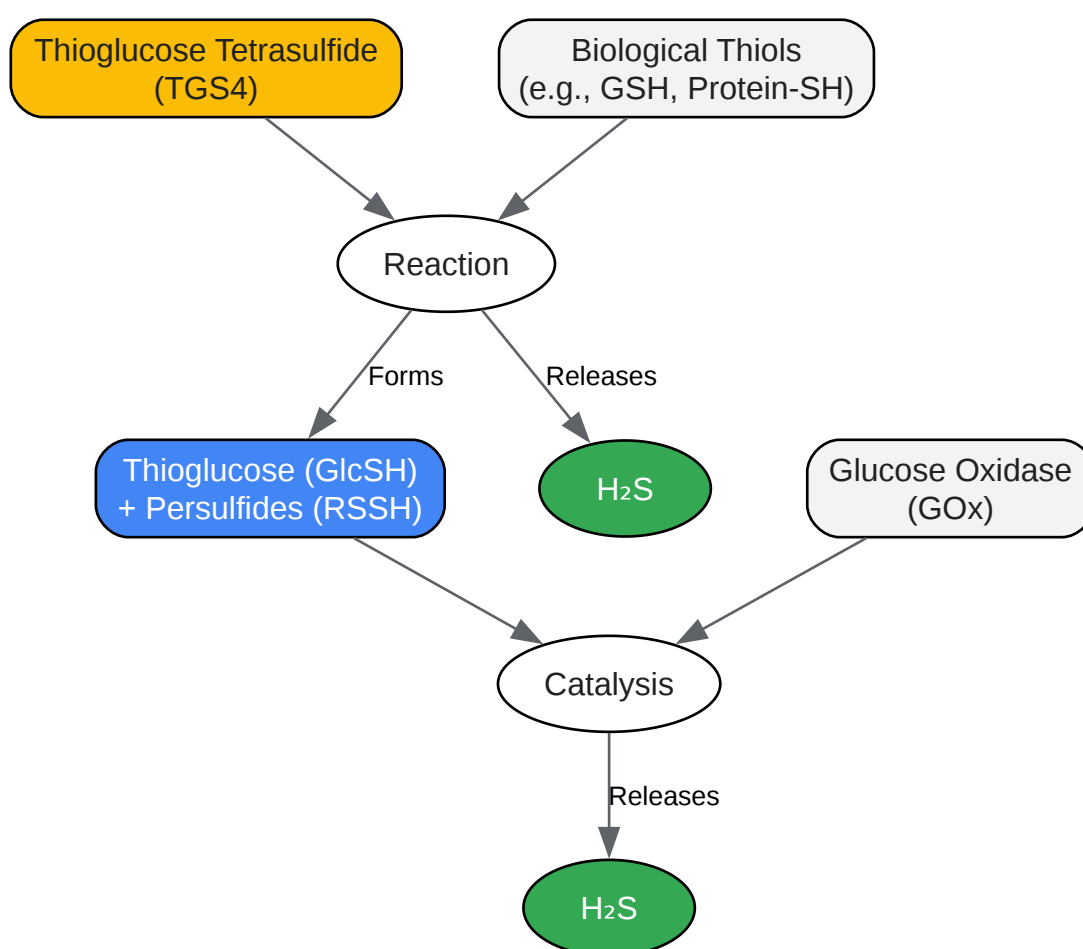 Thioglucose Tetrasulfide
(TGS4)
Biological Thiols
(e.g., GSH, Protein-SH)
Reaction
Forms
Releases
Thioglucose (GlcSH)
+ Persulfides (RSSH)
H₂S
Glucose Oxidase
(GOx)
Catalysis
Releases
H₂S